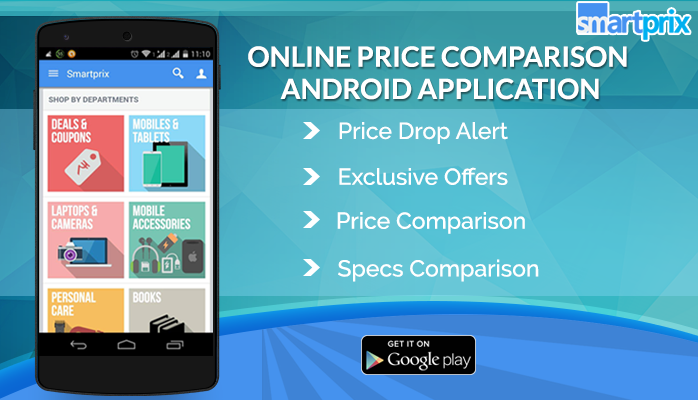 smartprix
ONLINE PRICE COMPARISON
ANDROID APPLICATION
Price Drop Alert
Exclusive Offers
Price Comparison
Specs Comparison
GET IT ON
Google play
11:10
Smartprix
SHOP BY DEPARTMENTS
DEALS &
COUPONS
MOBILES &
TABLETS
LAPTOPS &
CAMERAS
MOBILE
ACCESSORIES
PERSONAL
CARE
BOOKS